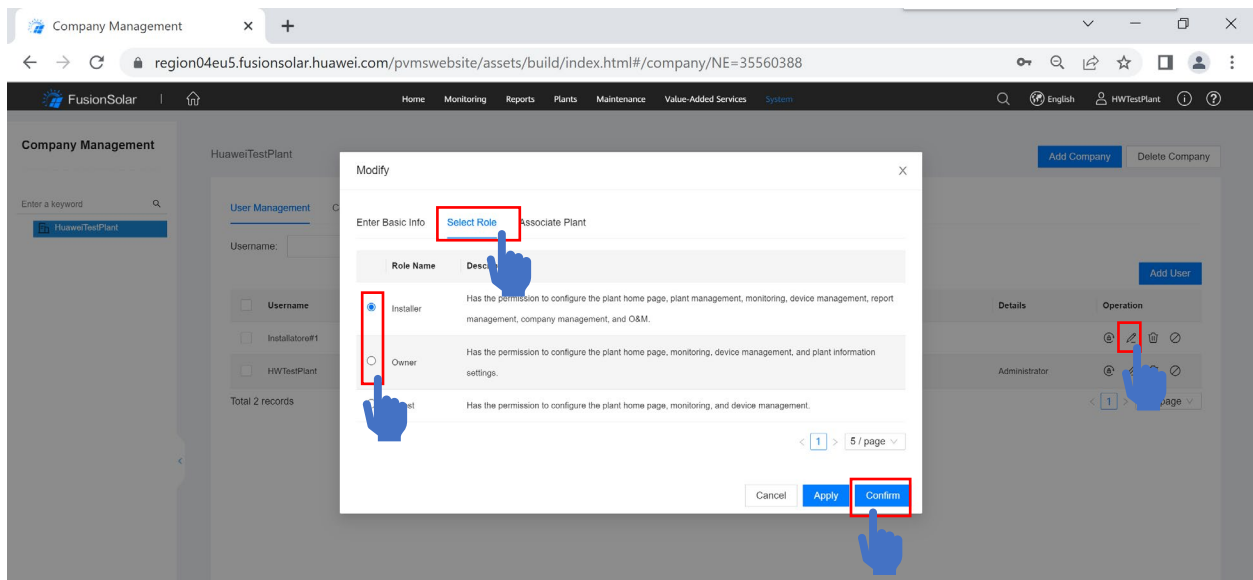 Company Management
region04eu5.fusionsolar.huawei.com/pvmswebsite/assets/build/index.html#/company/NE=35560388
FusionSolar
Home Monitoring Reports Plants Maintenance Value-Added Services System
English HWTestPlant
Company Management
HuaweiTestPlant
Add Company Delete Company
Enter a keyword
HuaweiTestPlant
User Management
Username:
Add User
Username Details Operation
Installatore#1
HWTestPlant Administrator
Total 2 records
1
Modify
Enter Basic Info Select Role Associate Plant
Role Name
Installer Has the permission to configure the plant home page, plant management, monitoring, device management, report
management, company management, and O&M.
Owner Has the permission to configure the plant home page, monitoring, device management, and plant information
settings.
Has the permission to configure the plant home page, monitoring, and device management.
1 5 / page
Cancel Apply Confirm